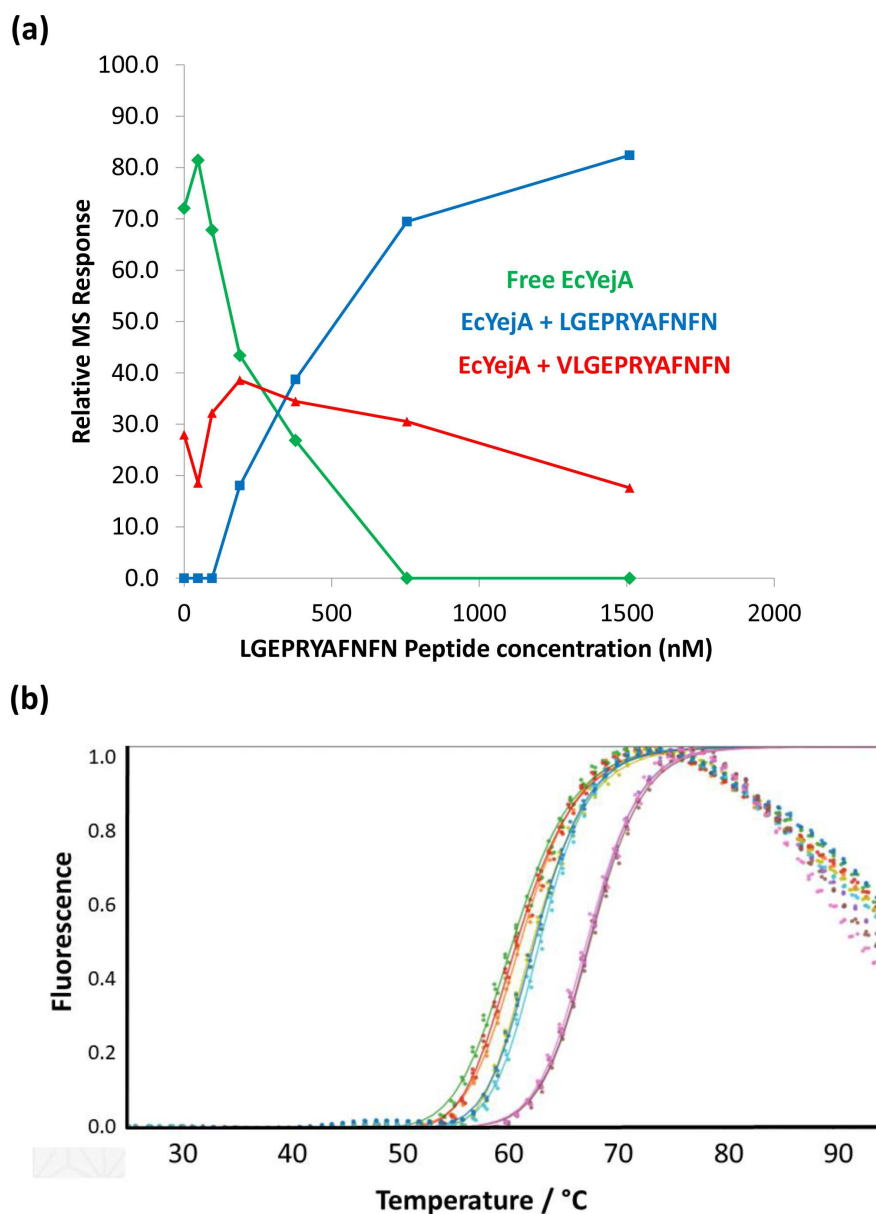 (a)
100.0
90.0
80.0
70.0
60.0
50.0
40.0
30.0
20.0
10.0
0.0
Relative MS Response
Free EcYejA
EcYejA + LGEPRYAFNFN
EcYejA + VLGEPRYAFNFN
0 500 1000 1500 2000
LGEPRYAFNFN Peptide concentration (nM)
(b)
1.0
0.8
0.6
0.4
0.2
0.0
Fluorescence
30 40 50 60 70 80 90
Temperature / °C